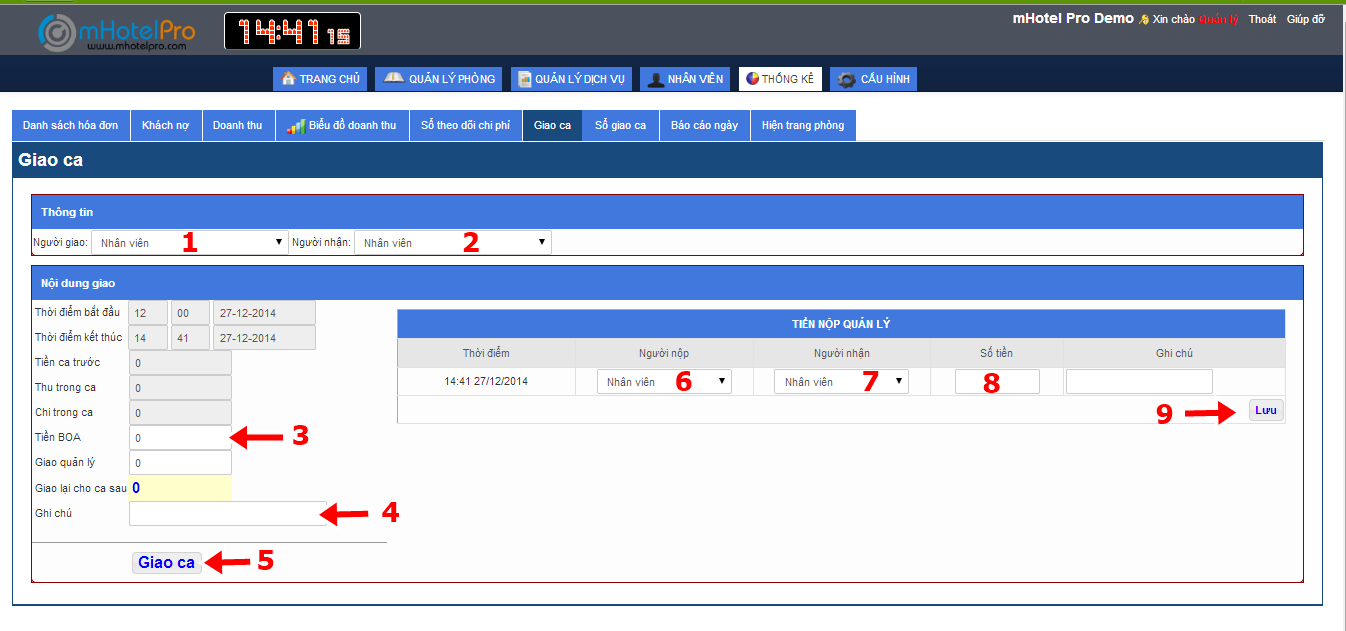 mHotelPro
www.mhotelpro.com
14:41 15
mHotel Pro Demo Xin chào Quản lý Thoát Giúp đỡ
TRANG CHỦ QUẢN LÝ PHÒNG QUẢN LÝ DỊCH VỤ NHÂN VIÊN THỐNG KÊ CẤU HÌNH
Danh sách hóa đơn Khách nợ Doanh thu Biểu đồ doanh thu Sổ theo dõi chi phí Giao ca Sổ giao ca Báo cáo ngày Hiện trang phòng
Giao ca
Thông tin
Người giao: Nhân viên 1 Người nhận: Nhân viên 2
Nội dung giao
Thời điểm bắt đầu 12 00 27-12-2014
Thời điểm kết thúc 14 41 27-12-2014
Tiền ca trước 0
Thu trong ca 0
Chi trong ca 0
Tiền BOA 0 3
Giao quản lý 0
Giao lại cho ca sau 0
Ghi chú 4
Giao ca 5
TIỀN NỘP QUẢN LÝ
Thời điểm Người nộp Người nhận Số tiền Ghi chú
14:41 27/12/2014 Nhân viên 6 Nhân viên 7 8
9 Lưu